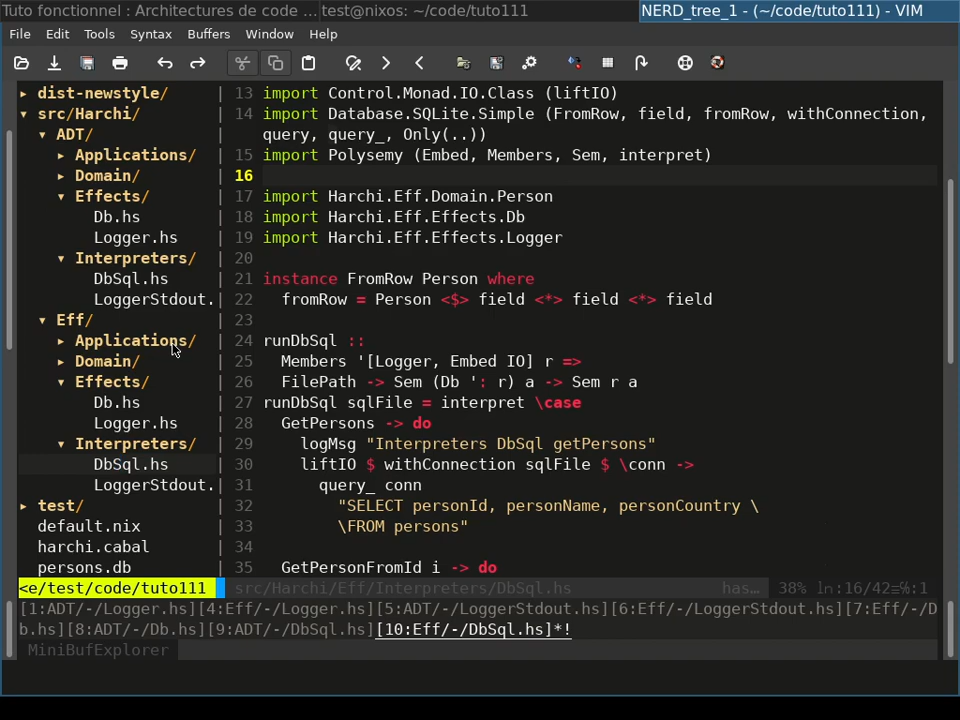 Tuto fonctionnel : Architectures de code ... test@nixos: ~/code/tuto111 NERD_tree_1 - (~/code/tuto111) - VIM
File Edit Tools Syntax Buffers Window Help
▸ dist-newstyle/
▾ src/Harchi/
▾ ADT/
▸ Applications/
▸ Domain/
▾ Effects/
Db.hs
Logger.hs
▾ Interpreters/
DbSql.hs
LoggerStdout.
▾ Eff/
▸ Applications/
▸ Domain/
▾ Effects/
Db.hs
Logger.hs
▾ Interpreters/
DbSql.hs
LoggerStdout.
▸ test/
default.nix
harchi.cabal
persons.db
<e/test/code/tuto111
13 import Control.Monad.IO.Class (liftIO)
14 import Database.SQLite.Simple (FromRow, field, fromRow, withConnection,
query, query_, Only(..))
15 import Polysemy (Embed, Members, Sem, interpret)
16
17 import Harchi.Eff.Domain.Person
18 import Harchi.Eff.Effects.Db
19 import Harchi.Eff.Effects.Logger
20
21 instance FromRow Person where
22 fromRow = Person <$> field <*> field <*> field
23
24 runDbSql ::
25 Members '[Logger, Embed IO] r =>
26 FilePath -> Sem (Db ': r) a -> Sem r a
27 runDbSql sqlFile = interpret \case
28 GetPersons -> do
29 logMsg "Interpreters DbSql getPersons"
30 liftIO $ withConnection sqlFile $ \conn ->
31 query_ conn
32 "SELECT personId, personName, personCountry \
33 \FROM persons"
34
35 GetPersonFromId i -> do
src/Harchi/Eff/Interpreters/DbSql.hs has… 38% ㏑:16/42≡℅:1
[1:ADT/-/Logger.hs][4:Eff/-/Logger.hs][5:ADT/-/LoggerStdout.hs][6:Eff/-/LoggerStdout.hs][7:Eff/-/D
b.hs][8:ADT/-/Db.hs][9:ADT/-/DbSql.hs][10:Eff/-/DbSql.hs]*!
MiniBufExplorer